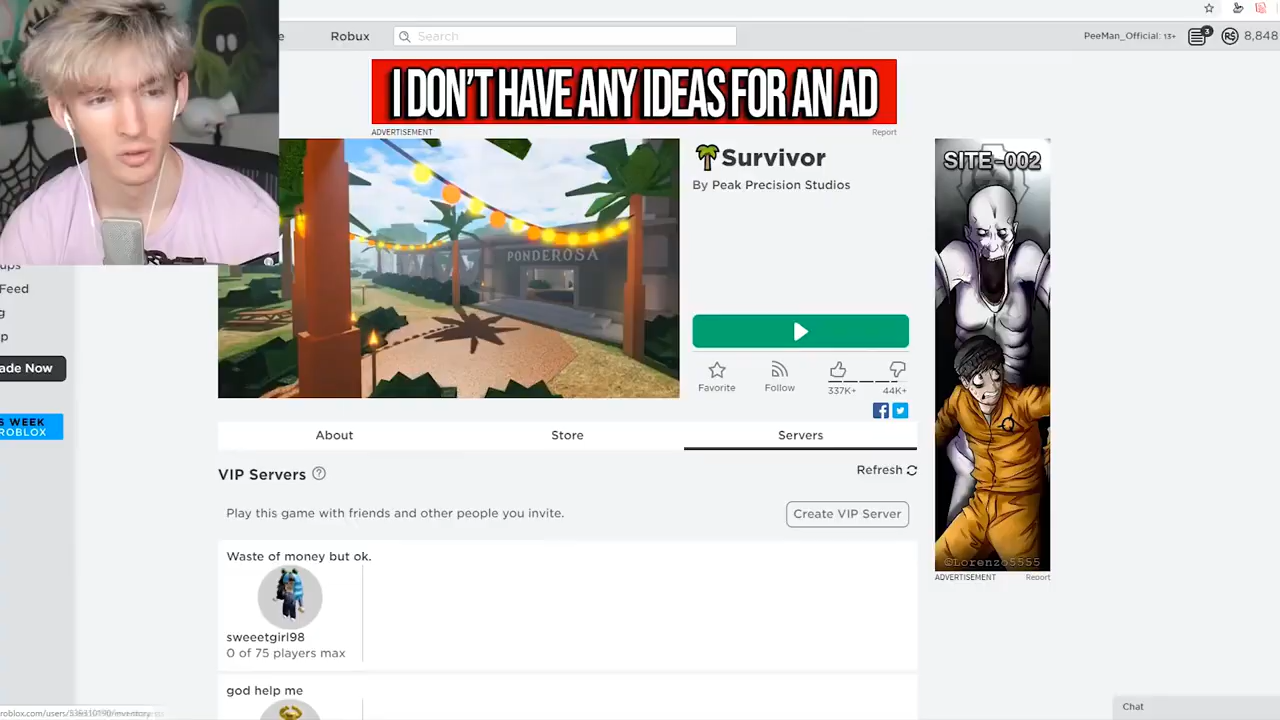 Robux
Search
PeeMan_Official: 13+
3
8,848
I DON'T HAVE ANY IDEAS FOR AN AD
ADVERTISEMENT
Report
PONDEROSA
Survivor
By Peak Precision Studios
SITE-002
Feed
ade Now
S WEEK
ROBLOX
Favorite
Follow
337K+
44K+
About
Store
Servers
VIP Servers
Refresh
Play this game with friends and other people you invite.
Create VIP Server
Waste of money but ok.
sweeetgirl98
0 of 75 players max
©Lorenzo5555
ADVERTISEMENT
Report
god help me
Chat